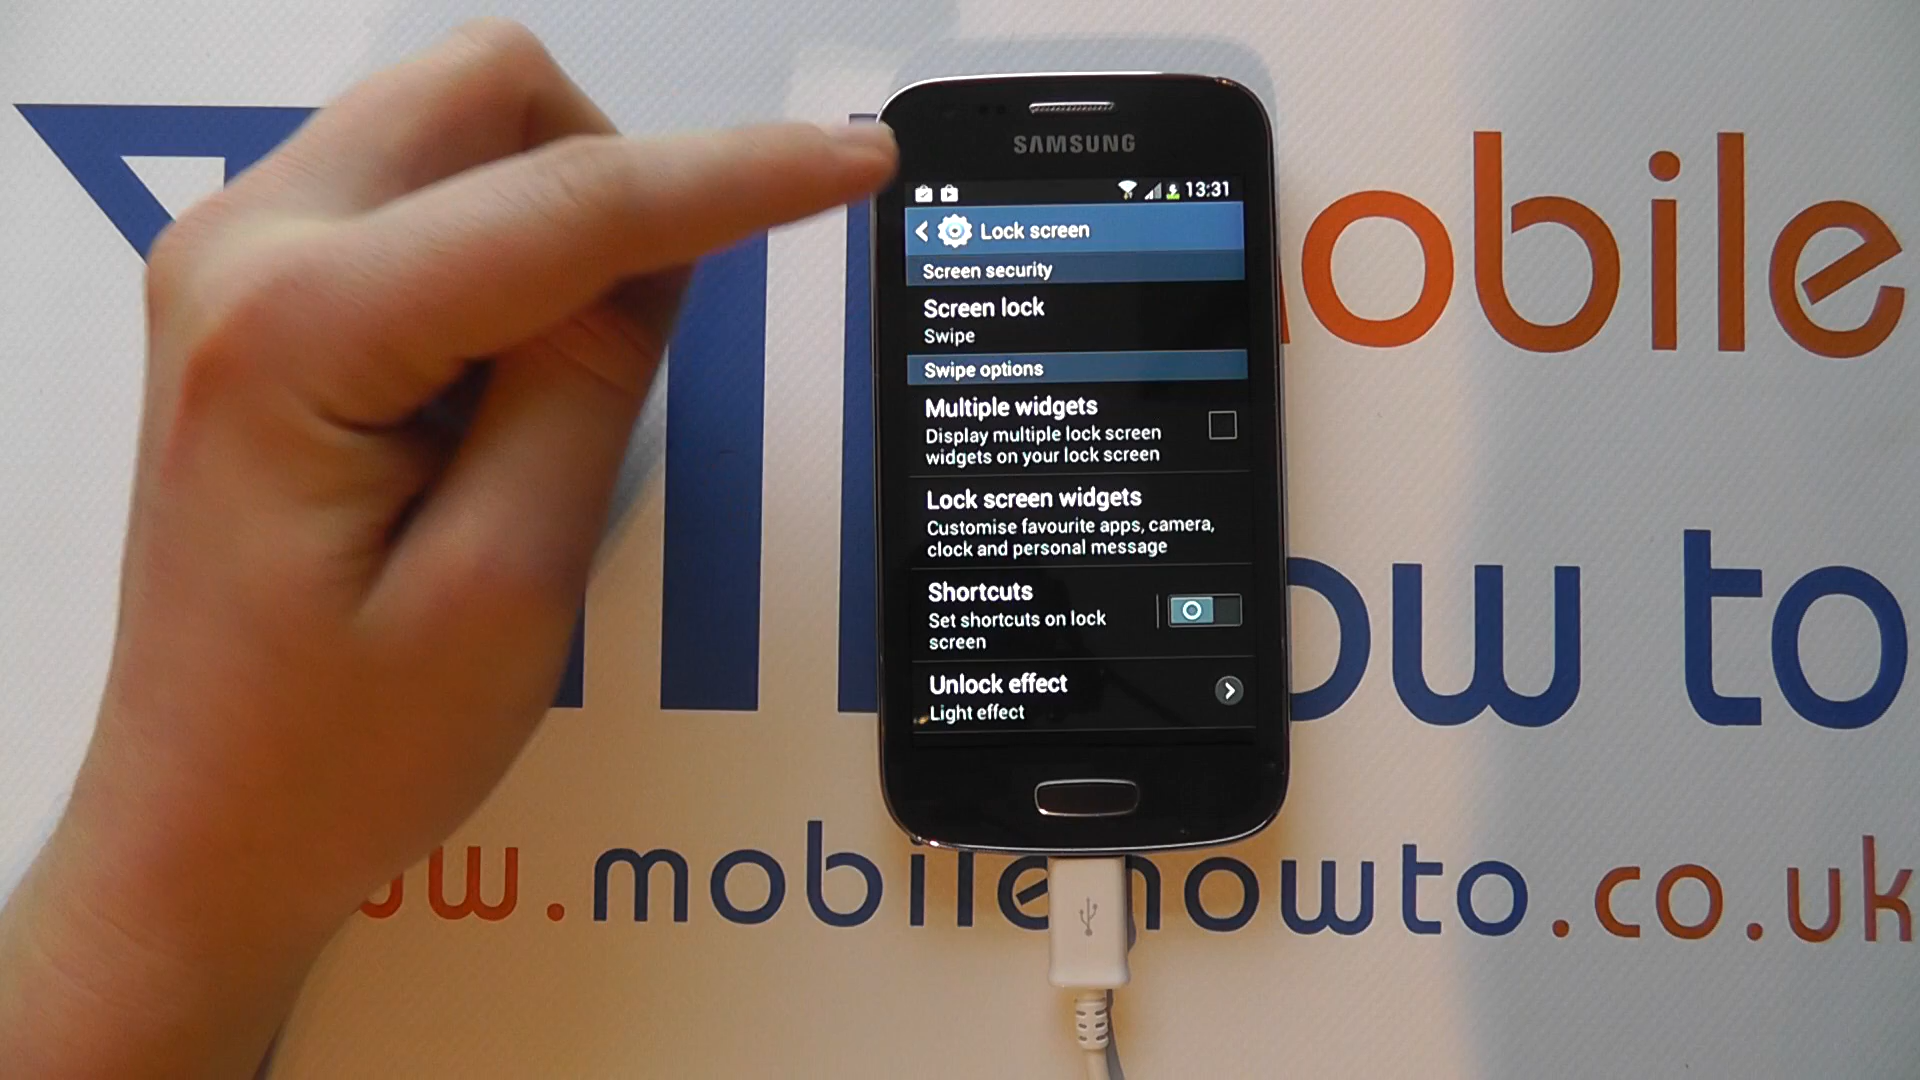 SAMSUNG
13:31
Lock screen
Screen security
Screen lock
Swipe
Swipe options
Multiple widgets
Display multiple lock screen
widgets on your lock screen
Lock screen widgets
Customise favourite apps, camera,
clock and personal message
Shortcuts
Set shortcuts on lock
screen
Unlock effect
Light effect
mobile
ow to
w.mobilehowto.co.uk